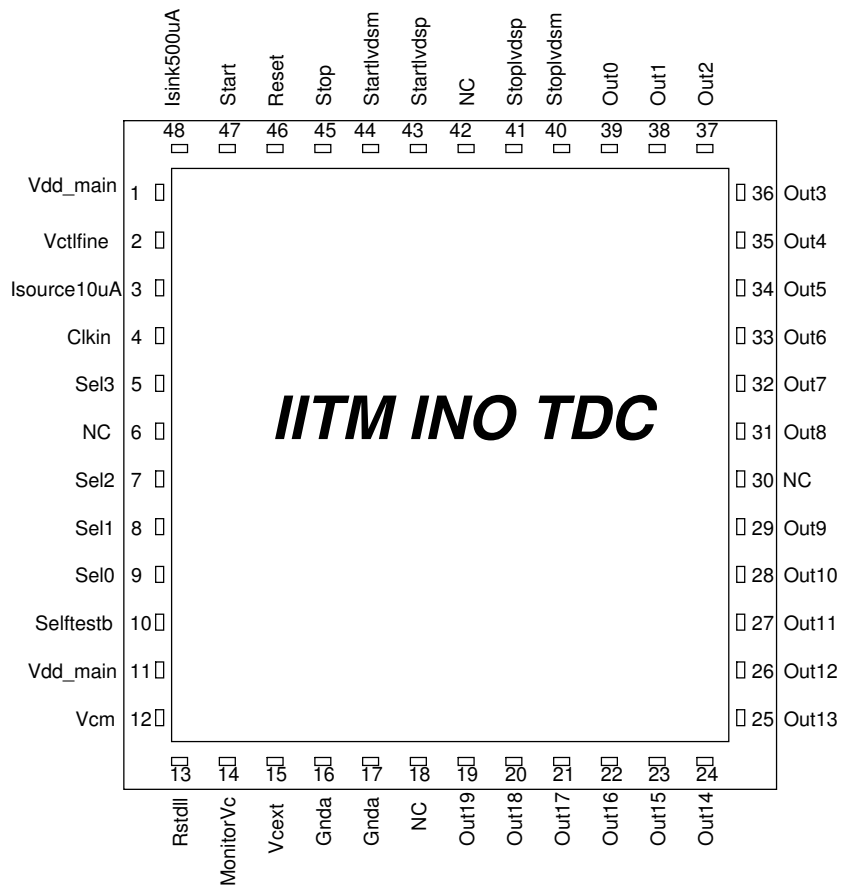 Isink500uA Start Reset Stop Startlvdsm Startlvdsp NC Stoplvdsp Stoplvdsm Out0 Out1 Out2
48 47 46 45 44 43 42 41 40 39 38 37
Vdd_main 1 36 Out3
Vctlfine 2 35 Out4
Isource10uA 3 34 Out5
Clkin 4 33 Out6
Sel3 5 32 Out7
IITM INO TDC
NC 6 31 Out8
Sel2 7 30 NC
Sel1 8 29 Out9
Sel0 9 28 Out10
Selftestb 10 27 Out11
Vdd_main 11 26 Out12
Vcm 12 25 Out13
13 14 15 16 17 18 19 20 21 22 23 24
Rstdll MonitorVc Vcext Gnda Gnda NC Out19 Out18 Out17 Out16 Out15 Out14